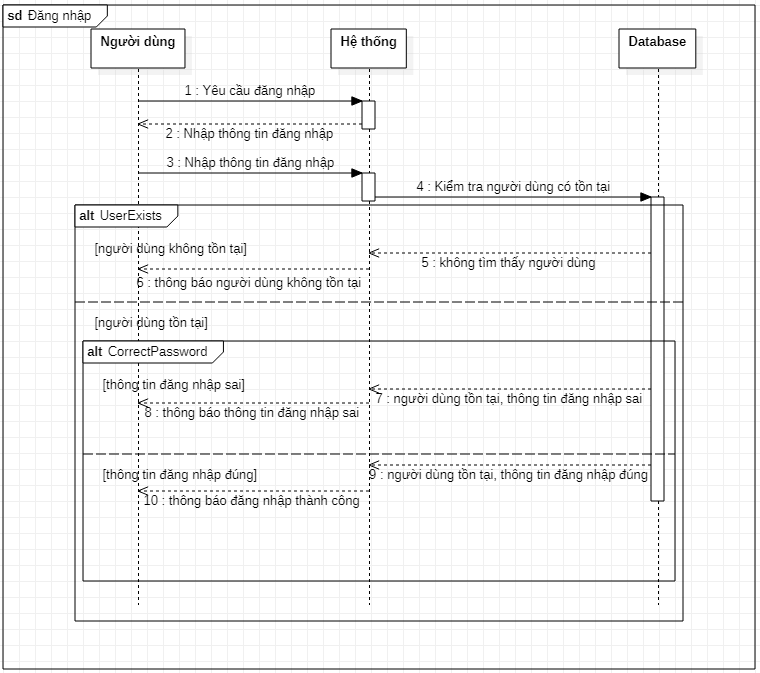 sd Đăng nhập
Người dùng
Hệ thống
Database
1 : Yêu cầu đăng nhập
2 : Nhập thông tin đăng nhập
3 : Nhập thông tin đăng nhập
4 : Kiểm tra người dùng có tồn tại
alt UserExists
[người dùng không tồn tại]
5 : không tìm thấy người dùng
6 : thông báo người dùng không tồn tại
[người dùng tồn tại]
alt CorrectPassword
[thông tin đăng nhập sai]
7 : người dùng tồn tại, thông tin đăng nhập sai
8 : thông báo thông tin đăng nhập sai
[thông tin đăng nhập đúng]
9 : người dùng tồn tại, thông tin đăng nhập đúng
10 : thông báo đăng nhập thành công